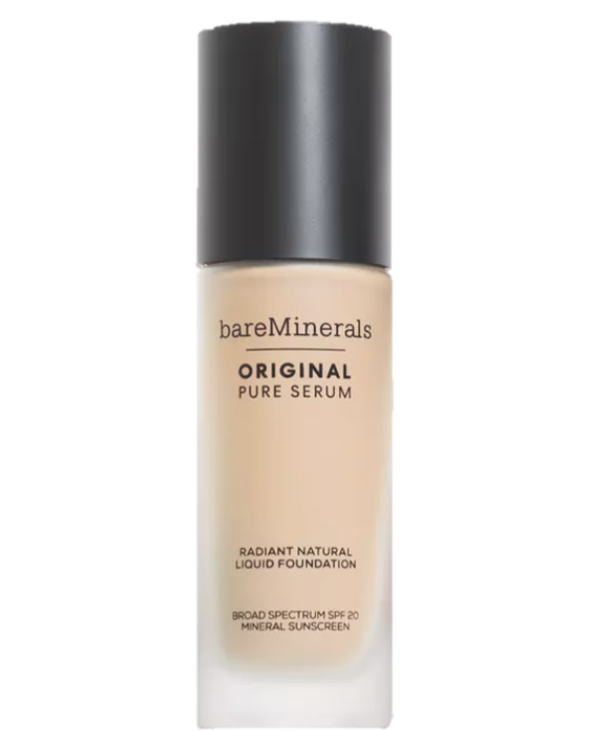 bareMinerals
ORIGINAL
PURE SERUM
RADIANT NATURAL
LIQUID FOUNDATION
BROAD SPECTRUM SPF 20
MINERAL SUNSCREEN